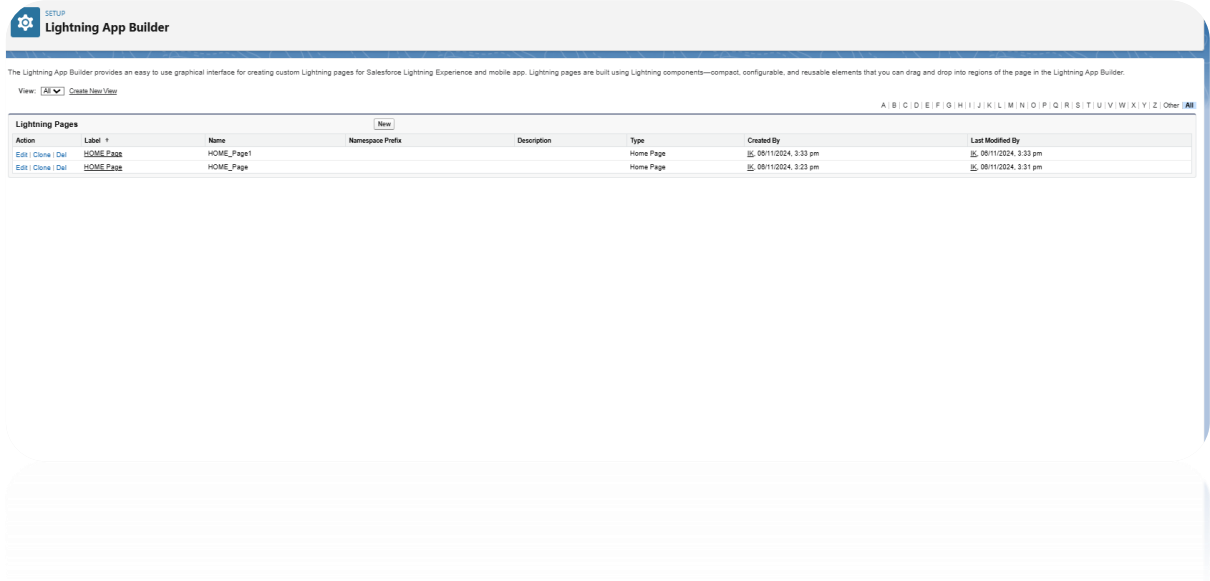 SETUP
Lightning App Builder
The Lightning App Builder provides an easy to use graphical interface for creating custom Lightning pages for Salesforce Lightning Experience and mobile app. Lightning pages are built using Lightning components—compact, configurable, and reusable elements that you can drag and drop into regions of the page in the Lightning App Builder.
View: All Create New View
A | B | C | D | E | F | G | H | I | J | K | L | M | N | O | P | Q | R | S | T | U | V | W | X | Y | Z | Other All
Lightning Pages New
Action Label ↑ Name Namespace Prefix Description Type Created By Last Modified By
Edit | Clone | Del HOME Page HOME_Page1 Home Page IK, 06/11/2024, 3:33 pm IK, 06/11/2024, 3:33 pm
Edit | Clone | Del HOME Page HOME_Page Home Page IK, 06/11/2024, 3:23 pm IK, 06/11/2024, 3:31 pm